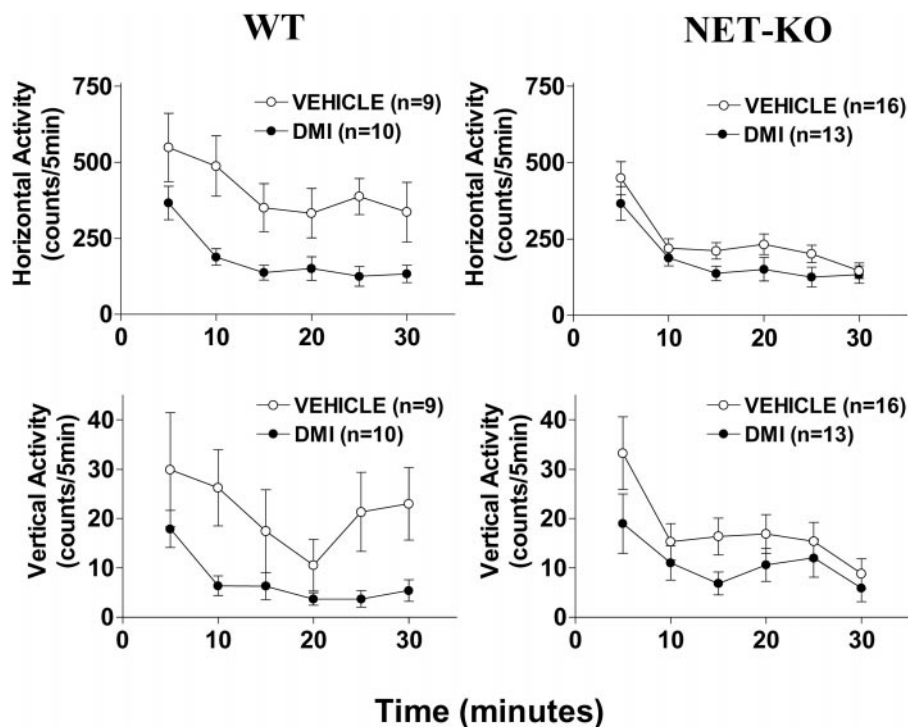 WT
NET-KO
Horizontal Activity
(counts/5min)
750
500
250
0
VEHICLE (n=9)
DMI (n=10)
0 10 20 30
Horizontal Activity
(counts/5min)
750
500
250
0
VEHICLE (n=16)
DMI (n=13)
0 10 20 30
Vertical Activity
(counts/5min)
40
30
20
10
0
VEHICLE (n=9)
DMI (n=10)
0 10 20 30
Vertical Activity
(counts/5min)
40
30
20
10
0
VEHICLE (n=16)
DMI (n=13)
0 10 20 30
Time (minutes)